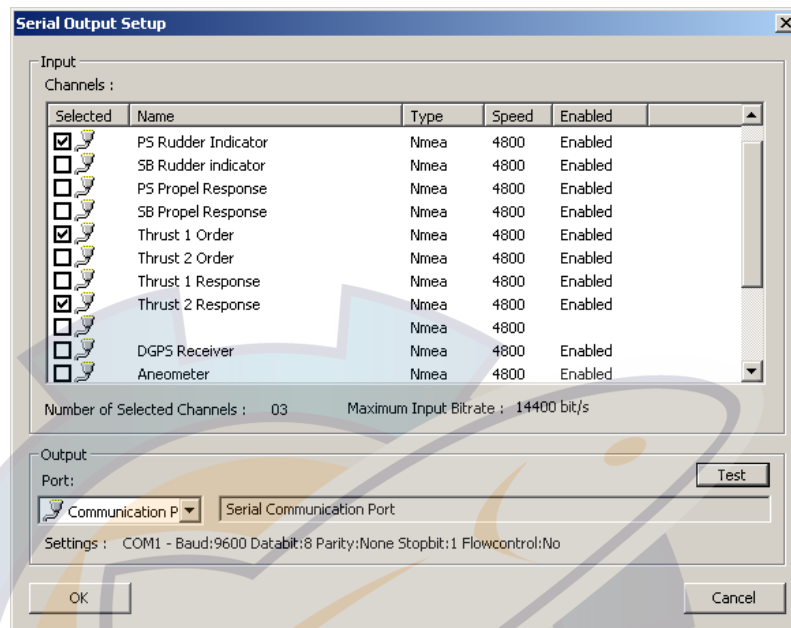 Serial Output Setup
Input
Channels :
Selected Name Type Speed Enabled
PS Rudder Indicator Nmea 4800 Enabled
SB Rudder indicator Nmea 4800 Enabled
PS Propel Response Nmea 4800 Enabled
SB Propel Response Nmea 4800 Enabled
Thrust 1 Order Nmea 4800 Enabled
Thrust 2 Order Nmea 4800 Enabled
Thrust 1 Response Nmea 4800 Enabled
Thrust 2 Response Nmea 4800 Enabled
Nmea 4800
DGPS Receiver Nmea 4800 Enabled
Aneometer Nmea 4800 Enabled
Number of Selected Channels : 03 Maximum Input Bitrate : 14400 bit/s
Output
Port:
Test
Communication P Serial Communication Port
Settings : COM1 - Baud:9600 Databit:8 Parity:None Stopbit:1 Flowcontrol:No
OK Cancel